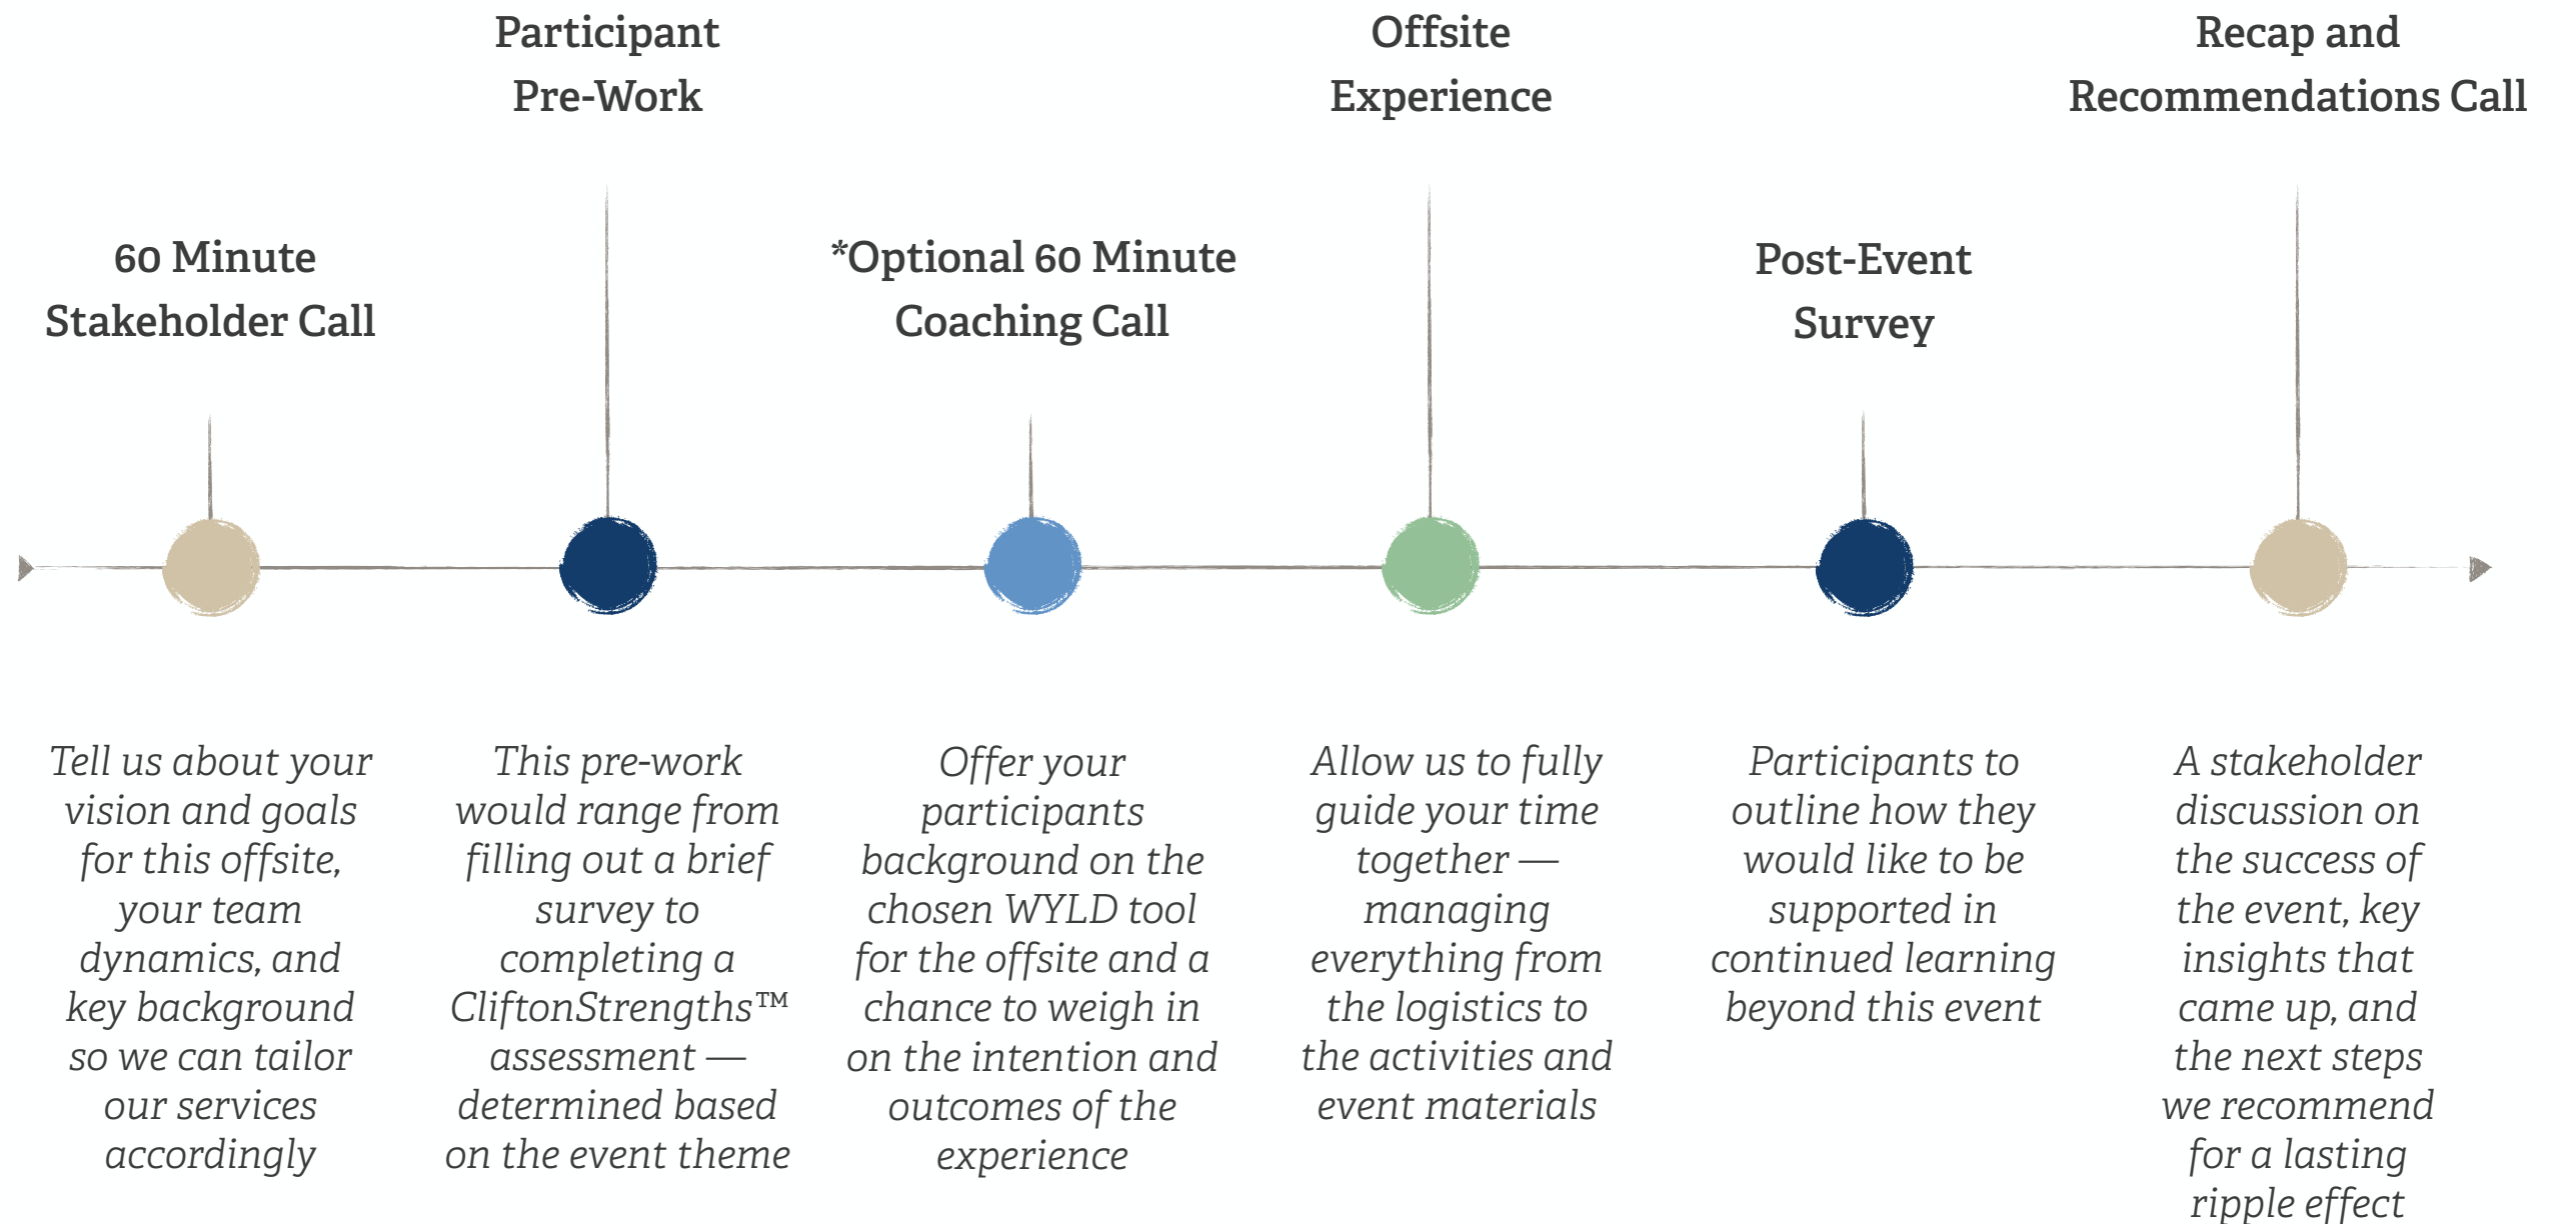 60 Minute
Stakeholder Call
Tell us about your
vision and goals
for this offsite,
your team
dynamics, and
key background
so we can tailor
our services
accordingly
Participant
Pre-Work
This pre-work
would range from
filling out a brief
survey to
completing a
CliftonStrengths™
assessment —
determined based
on the event theme
*Optional 60 Minute
Coaching Call
Offer your
participants
background on the
chosen WYLD tool
for the offsite and a
chance to weigh in
on the intention and
outcomes of the
experience
Offsite
Experience
Allow us to fully
guide your time
together —
managing
everything from
the logistics to
the activities and
event materials
Post-Event
Survey
Participants to
outline how they
would like to be
supported in
continued learning
beyond this event
Recap and
Recommendations Call
A stakeholder
discussion on
the success of
the event, key
insights that
came up, and
the next steps
we recommend
for a lasting
ripple effect